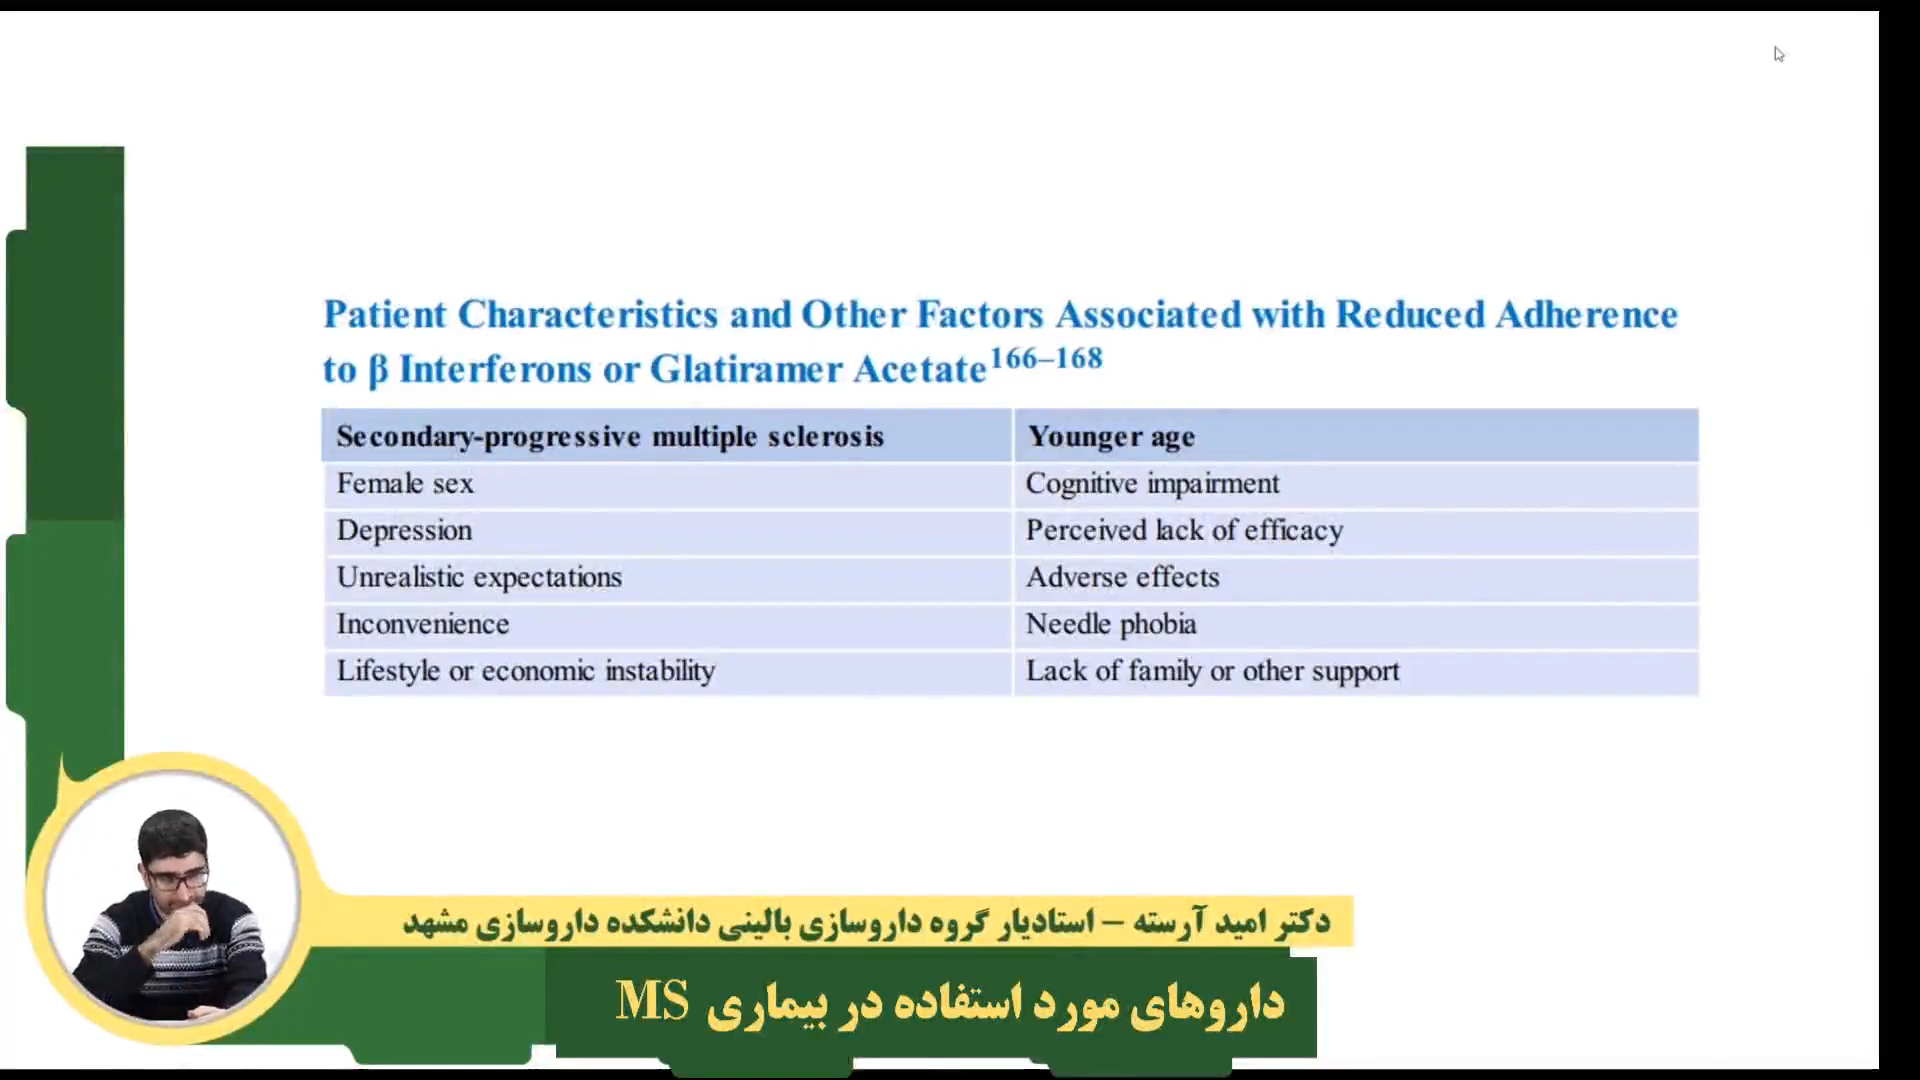 Patient Characteristics and Other Factors Associated with Reduced Adherence
to β Interferons or Glatiramer Acetate166–168
Secondary-progressive multiple sclerosis Younger age
Female sex Cognitive impairment
Depression Perceived lack of efficacy
Unrealistic expectations Adverse effects
Inconvenience Needle phobia
Lifestyle or economic instability Lack of family or other support
دکتر امید آرسته – استادیار گروه داروسازی بالینی دانشکده داروسازی مشهد
داروهای مورد استفاده در بیماری MS